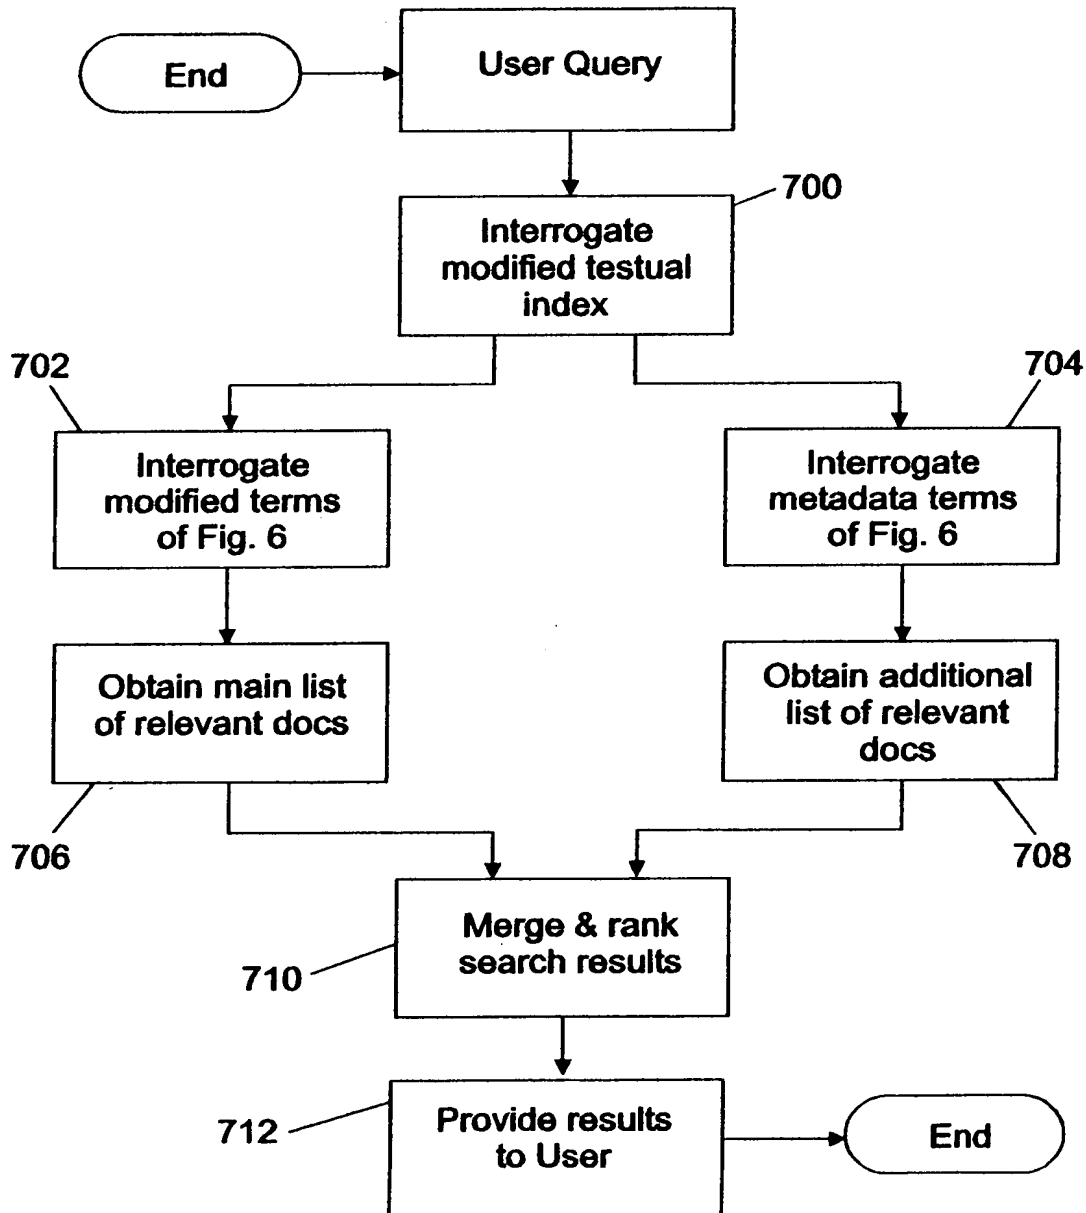 End
User Query
700
Interrogate
modified testual
index
702
704
Interrogate
modified terms
of Fig. 6
Interrogate
metadata terms
of Fig. 6
Obtain main list
of relevant docs
Obtain additional
list of relevant
docs
706
708
Merge & rank
search results
710
Provide results
to User
712
End